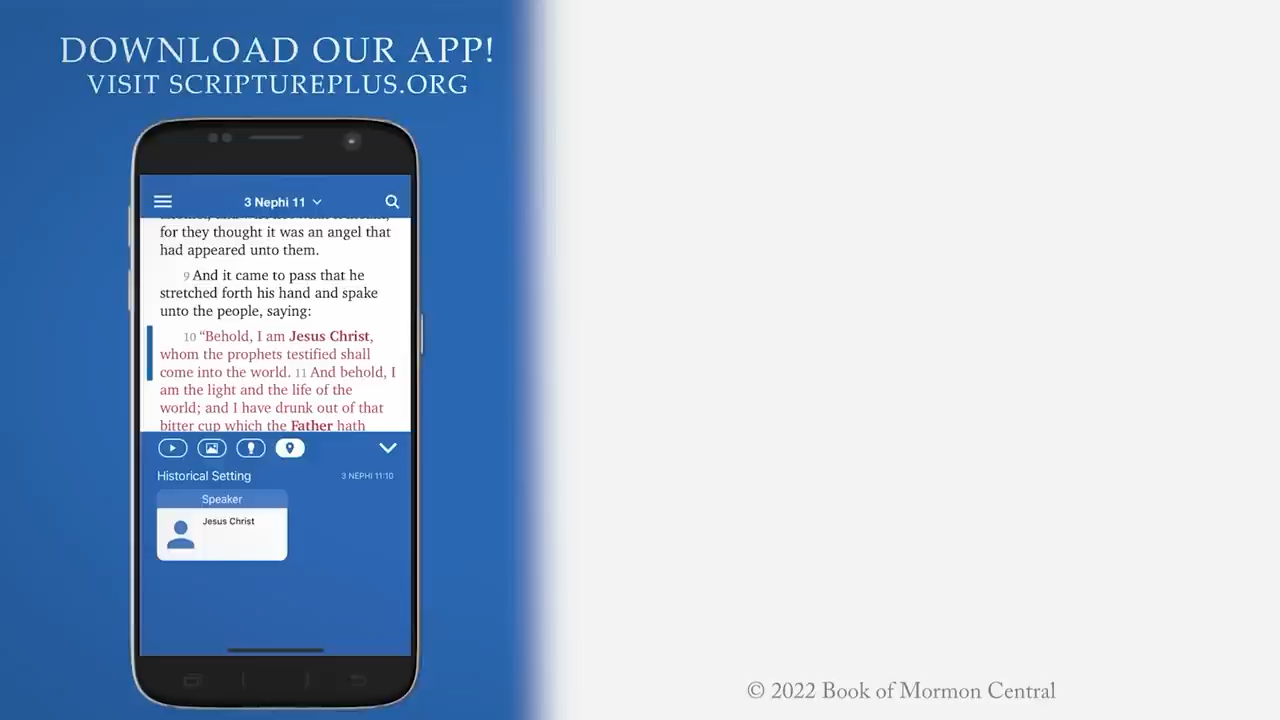 DOWNLOAD OUR APP!
VISIT SCRIPTUREPLUS.ORG
3 Nephi 11
for they thought it was an angel that
had appeared unto them.
9 And it came to pass that he
stretched forth his hand and spake
unto the people, saying:
10 “Behold, I am Jesus Christ,
whom the prophets testified shall
come into the world. 11 And behold, I
am the light and the life of the
world; and I have drunk out of that
bitter cup which the Father hath
Historical Setting
3 NEPHI 11:10
Speaker
Jesus Christ
© 2022 Book of Mormon Central